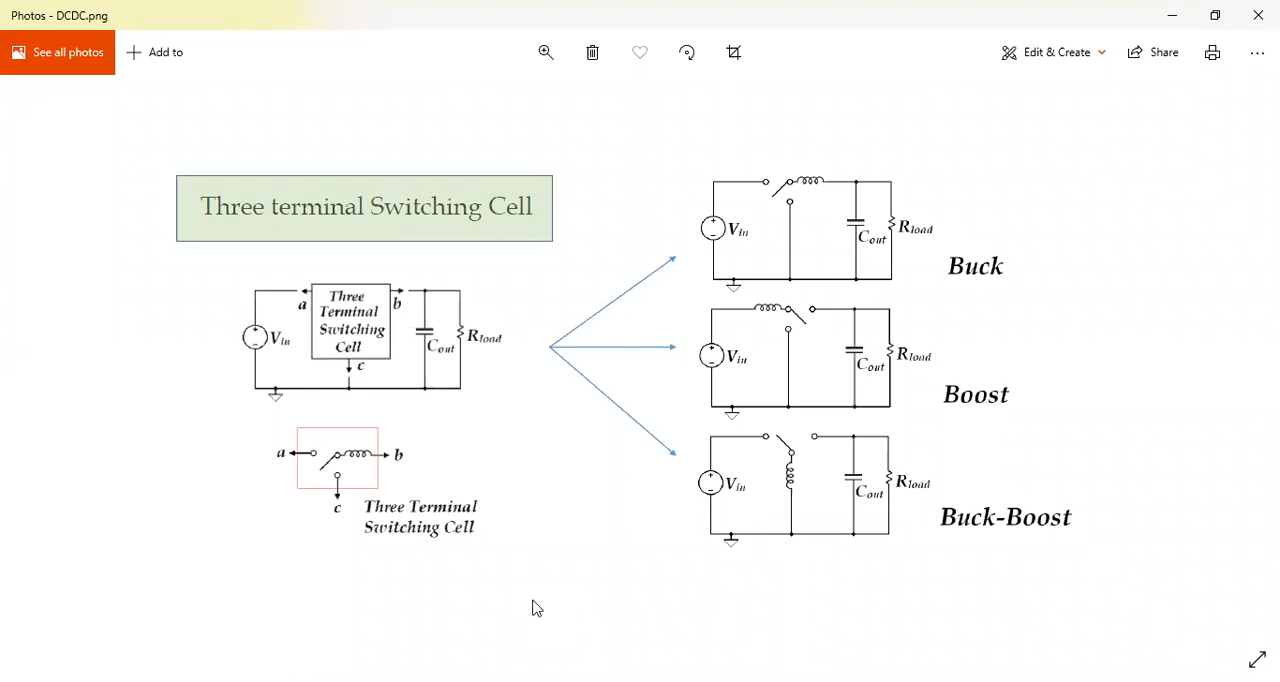 Photos - DCDC.png
See all photos
Add to
Edit & Create
Share
Three terminal Switching Cell
a
Three
Terminal
Switching
Cell
b
c
Vin
Cout
Rload
a
b
c
Three Terminal
Switching Cell
Vin
Cout
Rload
Buck
Vin
Cout
Rload
Boost
Vin
Cout
Rload
Buck-Boost